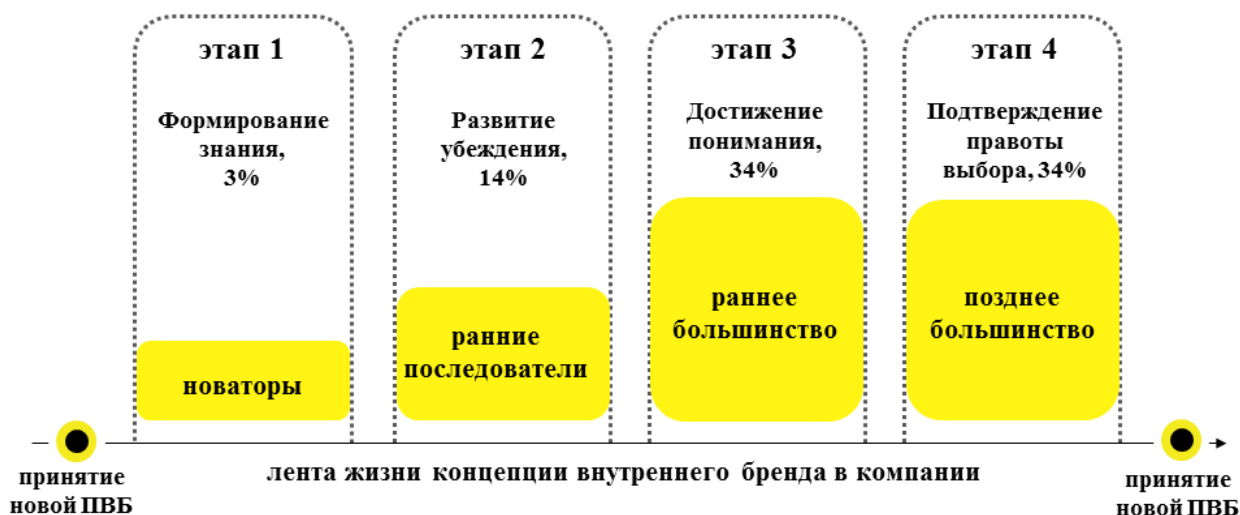 этап 1
Формирование
знания,
3%
новаторы
этап 2
Развитие
убеждения,
14%
ранние
последователи
этап 3
Достижение
понимания,
34%
раннее
большинство
этап 4
Подтверждение
правоты
выбора, 34%
позднее
большинство
принятие
новой ПВБ
лента жизни концепции внутреннего бренда в компании
принятие
новой ПВБ